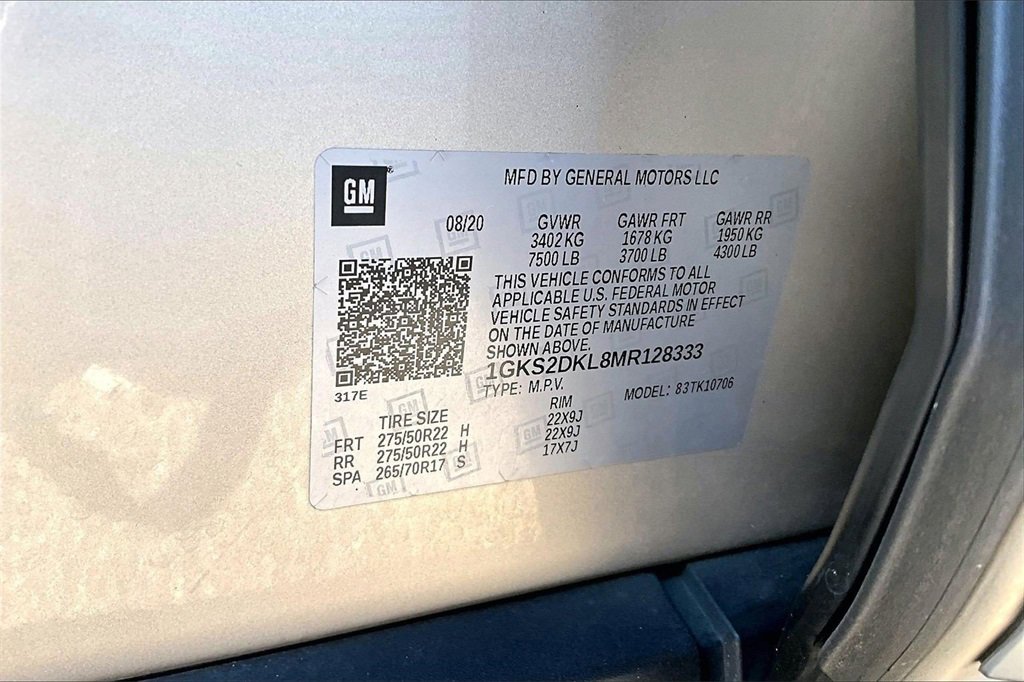 GM
MFD BY GENERAL MOTORS LLC
08/20 GVWR GAWR FRT GAWR RR
3402 KG 1678 KG 1950 KG
7500 LB 3700 LB 4300 LB
THIS VEHICLE CONFORMS TO ALL
APPLICABLE U.S. FEDERAL MOTOR
VEHICLE SAFETY STANDARDS IN EFFECT
ON THE DATE OF MANUFACTURE
SHOWN ABOVE.
1GKS2DKL8MR128333
TYPE: M.P.V. MODEL: 83TK10706
317E
TIRE SIZE RIM
FRT 275/50R22 H 22X9J
RR 275/50R22 H 22X9J
SPA 265/70R17 S 17X7J